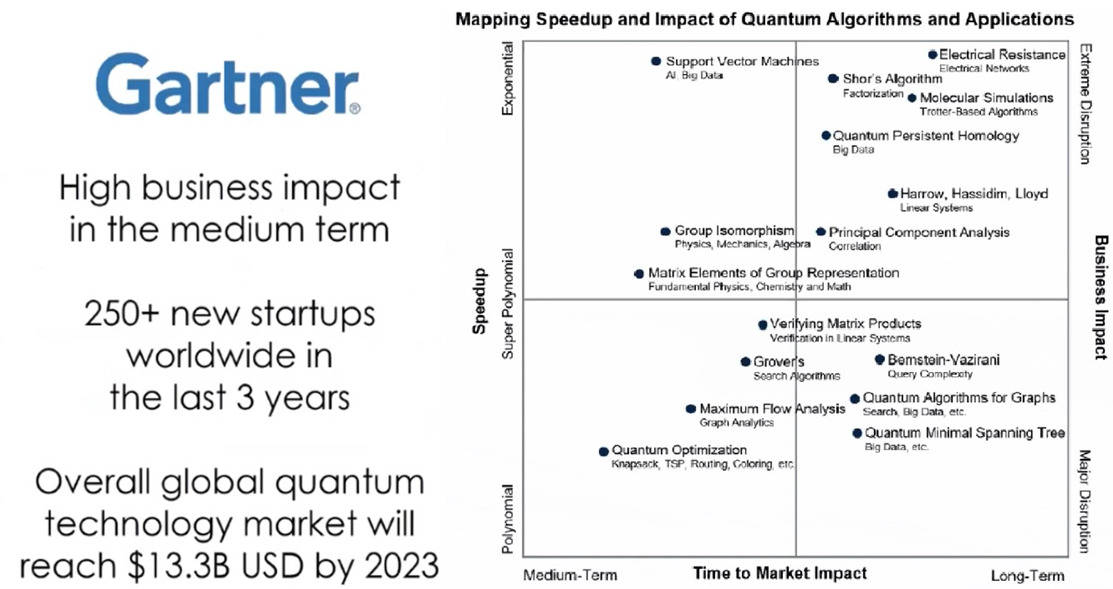 Gartner®
High business impact
in the medium term
250+ new startups
worldwide in
the last 3 years
Overall global quantum
technology market will
reach $13.3B USD by 2023
Mapping Speedup and Impact of Quantum Algorithms and Applications
Speedup
Exponential
Super Polynomial
Polynomial
Support Vector Machines
AI, Big Data
Electrical Resistance
Electrical Networks
Shor's Algorithm
Factorization
Molecular Simulations
Trotter-Based Algorithms
Quantum Persistent Homology
Big Data
Harrow, Hassidim, Lloyd
Linear Systems
Group Isomorphism
Physics, Mechanics, Algebra
Principal Component Analysis
Correlation
Matrix Elements of Group Representation
Fundamental Physics, Chemistry and Math
Verifying Matrix Products
Verification in Linear Systems
Grover's
Search Algorithms
Bernstein-Vazirani
Query Complexity
Maximum Flow Analysis
Graph Analytics
Quantum Algorithms for Graphs
Search, Big Data, etc.
Quantum Minimal Spanning Tree
Big Data, etc.
Quantum Optimization
Knapsack, TSP, Routing, Coloring, etc.
Extreme Disruption
Business Impact
Major Disruption
Medium-Term
Time to Market Impact
Long-Term